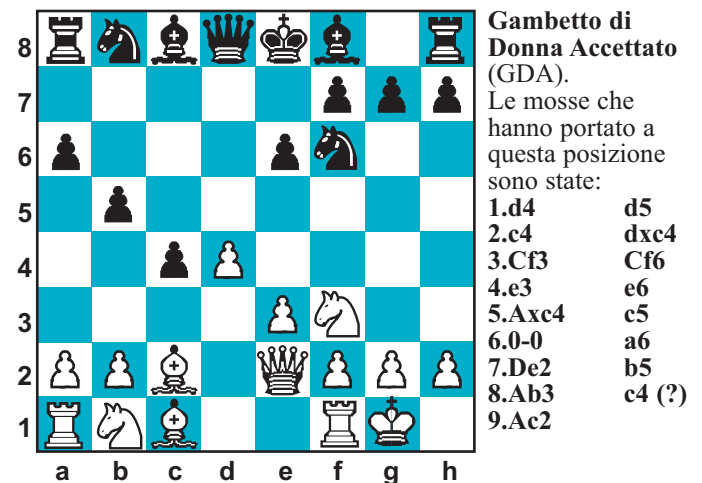 Gambetto di
Donna Accettato
(GDA).
Le mosse che
hanno portato a
questa posizione
sono state:
1.d4 d5
2.c4 dxc4
3.Cf3 Cf6
4.e3 e6
5.Axc4 c5
6.0-0 a6
7.De2 b5
8.Ab3 c4 (?)
9.Ac2
8
7
6
5
4
3
2
1
a b c d e f g h